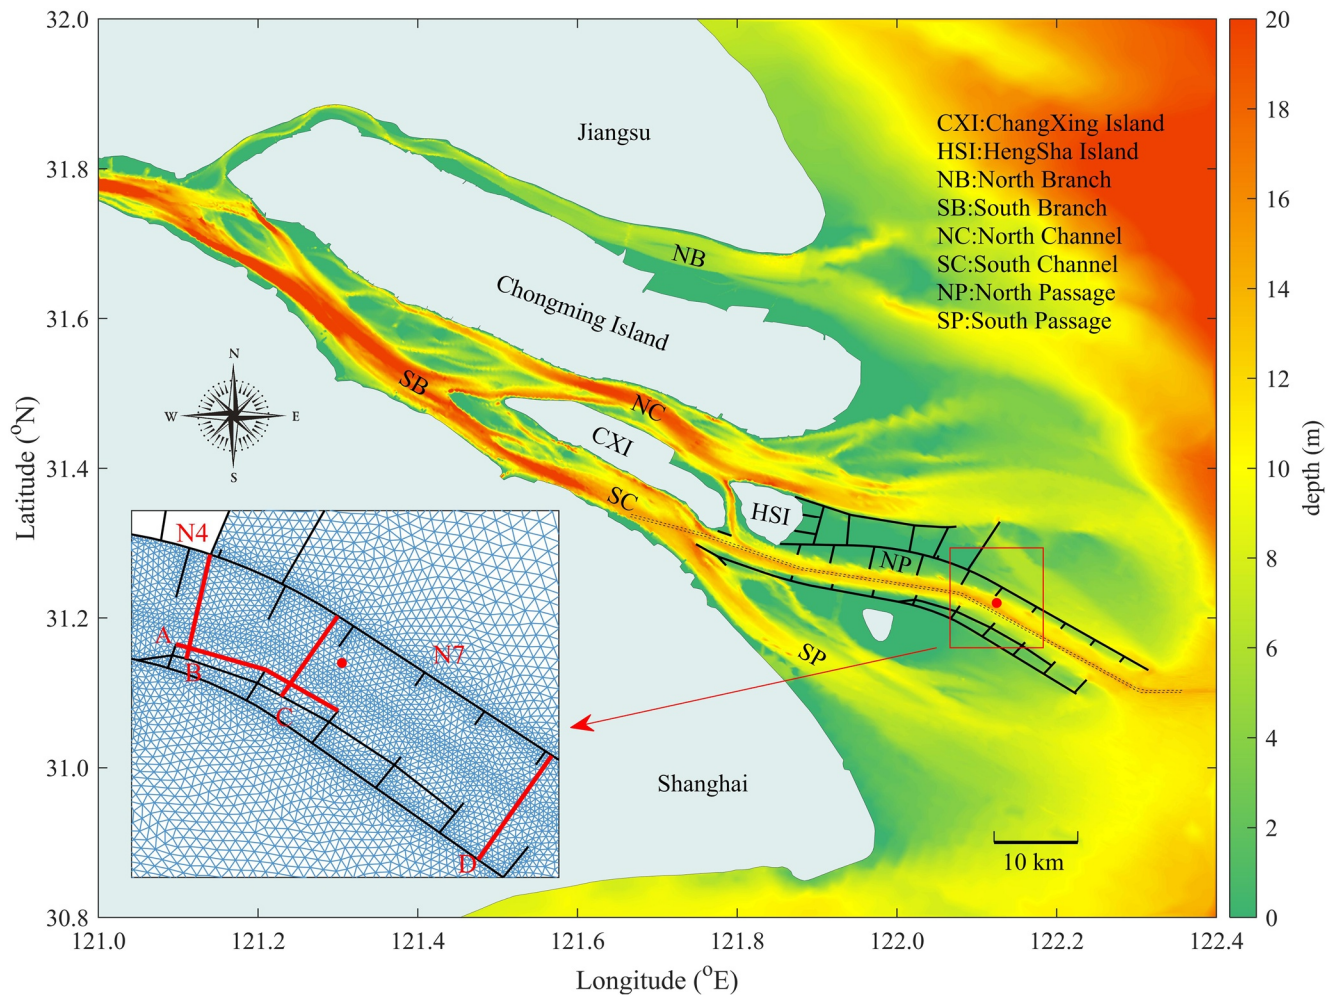 32.0
31.8
31.6
31.4
31.2
31.0
30.8
Latitude (°N)
121.0
121.2
121.4
121.6
121.8
122.0
122.2
122.4
Longitude (°E)
Jiangsu
CXI:ChangXing Island
HSI:HengSha Island
NB:North Branch
SB:South Branch
NC:North Channel
SC:South Channel
NP:North Passage
SP:South Passage
NB
Chongming Island
SB
NC
CXI
SC
HSI
NP
SP
Shanghai
10 km
N
W
E
S
N4
A
B
N7
C
D
20
18
16
14
12
10
8
6
4
2
0
depth (m)